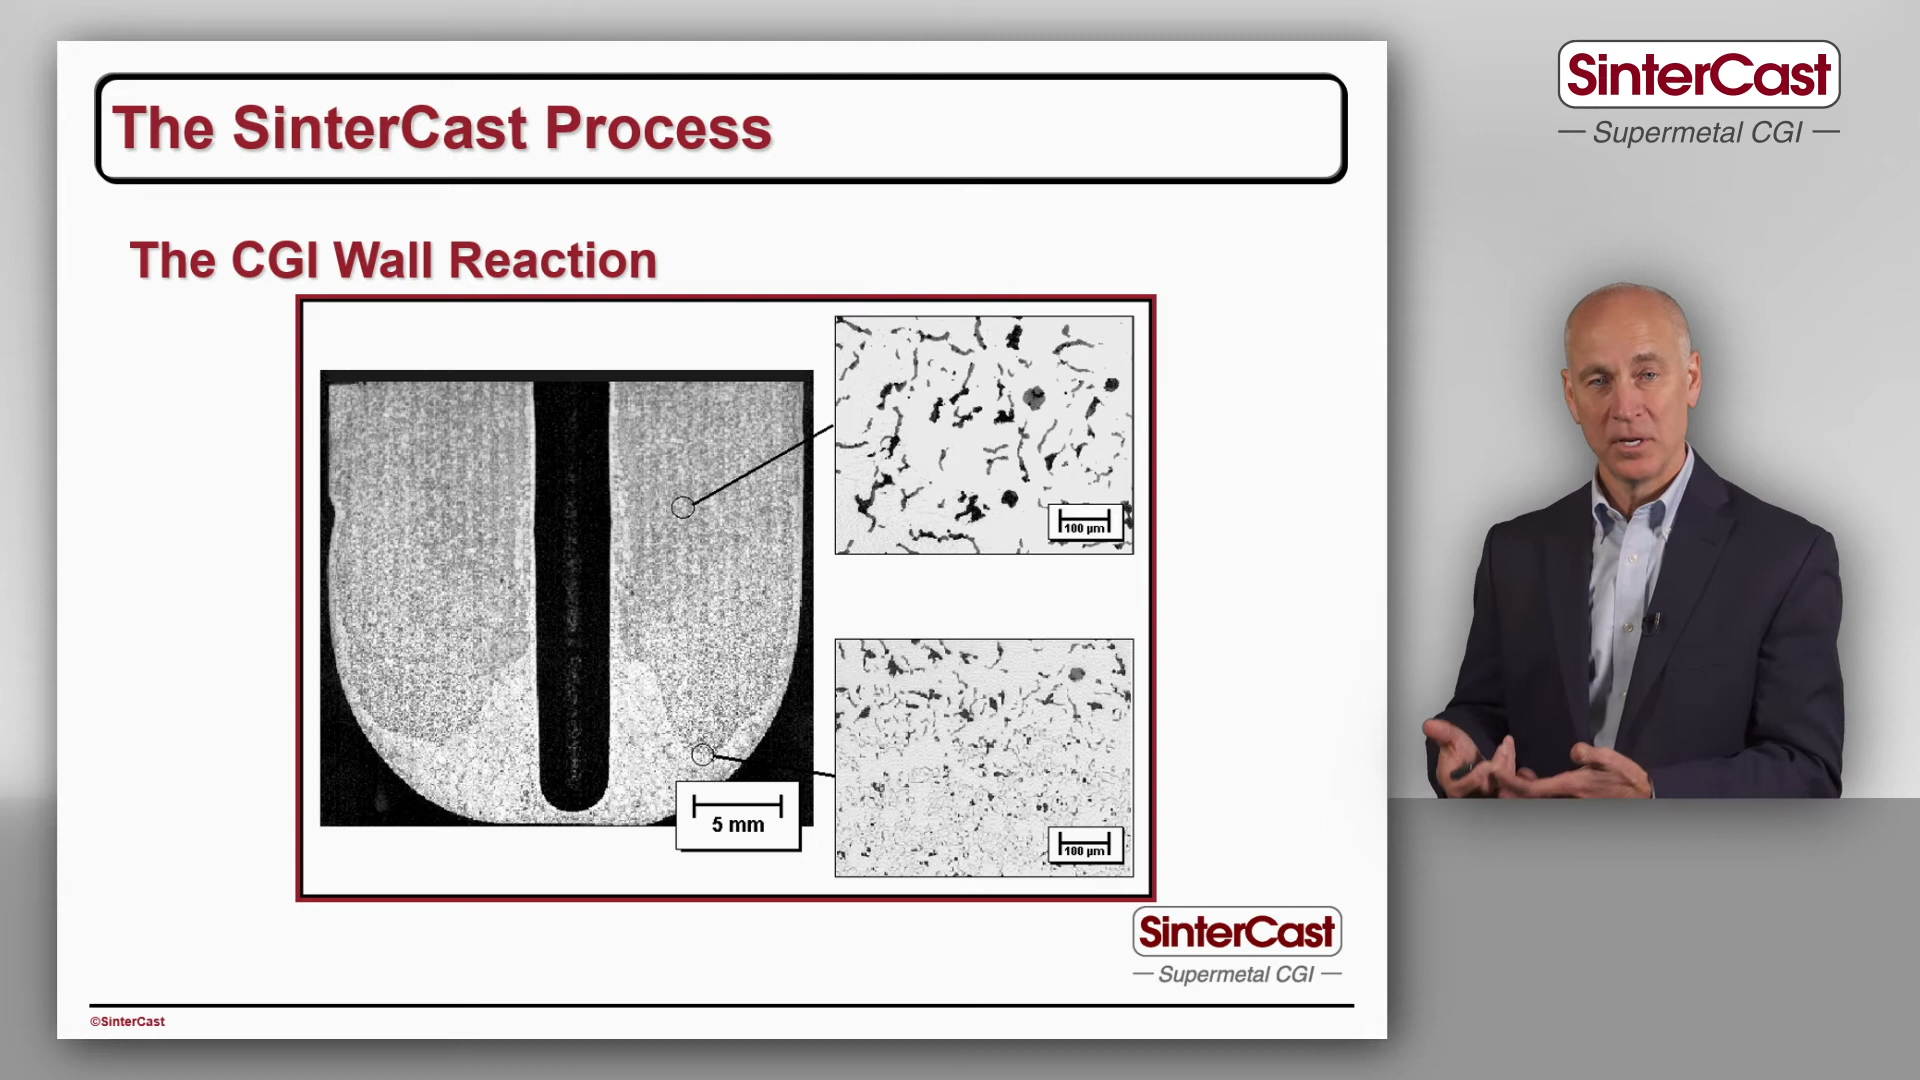 The SinterCast Process
The CGI Wall Reaction
100 µm
5 mm
100 µm
SinterCast
— Supermetal CGI —
©SinterCast
SinterCast
— Supermetal CGI —